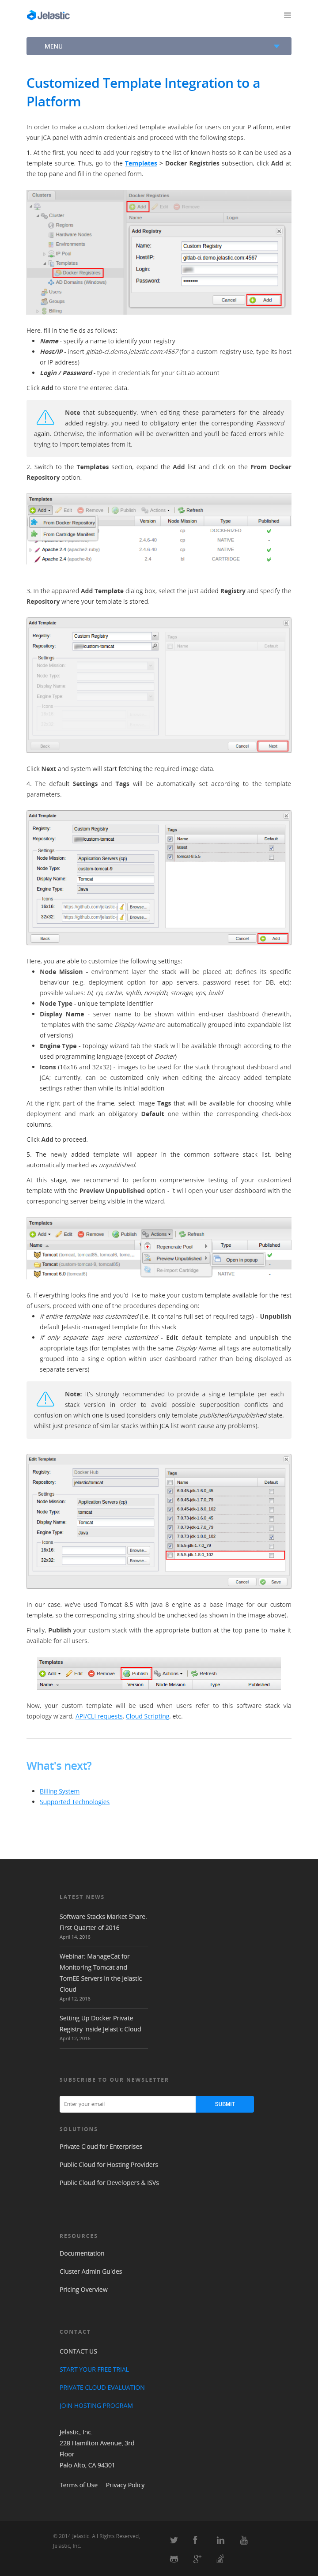 Jelastic
MENU
Customized Template Integration to a
Platform
In order to make a custom dockerized template available for users on your Platform, enter
your JCA panel with admin credentials and proceed with the following steps.
1. At the first, you need to add your registry to the list of known hosts so it can be used as a
template source. Thus, go to the Templates > Docker Registries subsection, click Add at
the top pane and fill in the opened form.
Clusters
Docker Registries
Add Edit Remove
Cluster
Name Login
Regions
Add Registry
Hardware Nodes
Environments
Name: Custom Registry
IP Pool
Host/IP: gitlab-ci.demo.jelastic.com:4567
Templates
Login:
Docker Registries
Password:
AD Domains (Windows)
Users
Groups
Cancel Add
Billing
Here, fill in the fields as follows:
Name - specify a name to identify your registry
Host/IP - insert gitlab-ci.demo.jelastic.com:4567 (for a custom registry use, type its host
or IP address)
Login / Password - type in credentials for your GitLab account
Click Add to store the entered data.
Note that subsequently, when editing these parameters for the already
added registry, you need to obligatory enter the corresponding Password
again. Otherwise, the information will be overwritten and you'll be faced errors while
trying to import templates from it.
2. Switch to the Templates section, expand the Add list and click on the From Docker
Repository option.
Templates
Add Edit Remove Publish Actions Refresh
From Docker Repository
Version Node Mission Type Published
From Cartridge Manifest
cp DOCKERIZED
2.4.6-40 cp NATIVE -
Apache 2.4 (apache2-ruby) 2.4.6-40 cp NATIVE -
Apache 2.4 (apache-lb) 2.4 bl CARTRIDGE
3. In the appeared Add Template dialog box, select the just added Registry and specify the
Repository where your template is stored.
Add Template
Registry: Custom Registry
Repository: /custom-tomcat
Settings
Node Mission:
Node Type:
Display Name:
Engine Type:
Icons
Tags
Name Default
Back Cancel Next
Click Next and system will start fetching the required image data.
4. The default Settings and Tags will be automatically set according to the template
parameters.
Add Template
Registry: Custom Registry
Repository: /custom-tomcat
Settings
Node Mission: Application Servers (cp)
Node Type: custom-tomcat-9
Display Name: Tomcat
Engine Type: Java
Icons
16x16: https://github.com/jelastic-j Browse...
32x32: https://github.com/jelastic-j Browse...
Tags
Name Default
latest
tomcat-8.5.5
Back Cancel Add
Here, you are able to customize the following settings:
Node Mission - environment layer the stack will be placed at; defines its specific
behaviour (e.g. deployment options for app servers, password reset for DB, etc);
possible values: bl, cp, cache, sqldb, nosqldb, storage, vps, build
Node Type - unique template identifier
Display Name - server name to be shown within end-user dashboard (herewith,
templates with the same Display Name are automatically grouped into expandable list
of versions)
Engine Type - topology wizard tab the stack will be available through according to the
used programming language (except of Docker)
Icons (16x16 and 32x32) - images to be used for the stack throughout dashboard and
JCA; currently, can be customized only when editing the already added template
settings rather than while its initial addition
At the right part of the frame, select image Tags that will be available for choosing while
deployment and mark an obligatory Default one within the corresponding check-box
column.
Click Add to proceed.
5. The newly added template will appear in the common software stack list, being
automatically marked as unpublished.
At this stage, we recommend to perform comprehensive testing of your customized
template with the Preview Unpublished option - it will open your user dashboard with the
corresponding server being visible in the wizard.
Templates
Add Edit Remove Publish Actions Refresh
Name Regenerate Pool Type Published
Tomcat (tomcat, tomcat85, tomcat6, tomc... Preview Unpublished Open in popup
Tomcat (custom-tomcat-9, tomcat85) Re-import Cartridge
Tomcat 6.0 (tomcat6) NATIVE -
6. If everything looks fine and you'd like to make your custom template available for the rest
of users, proceed with one of the following depending on:
if entire template was customized (i.e. it contains full set of required tags) - Unpublish
default Jelastic-managed template for this stack
if only separate tags were customized - Edit default template and unpublish the
appropriate tags (for templates with the same Display Name, all tags are automatically
grouped into a single option within user dashboard rather than being displayed as
separate servers)
Note: It's strongly recommended to provide a single template per each
stack version in order to avoid possible superposition conflicts and
confusion on which one is used (considers only template published/unpublished state,
whilst just presence of similar stacks within JCA list won't cause any problems).
Edit Template
Registry: Docker Hub
Repository: jelastic/tomcat
Settings
Node Mission: Application Servers (cp)
Node Type: tomcat
Display Name: Tomcat
Engine Type: Java
Icons
16x16: Browse...
32x32: Browse...
Tags
Name Default
6.0.45-jdk-1.6.0_45
6.0.45-jdk-1.7.0_79
7.0.73-jdk-1.6.0_45
7.0.73-jdk-1.7.0_79
7.0.73-jdk-1.8.0_102
8.5.5-jdk-1.7.0_79
8.5.5-jdk-1.8.0_102
Cancel Save
In our case, we've used Tomcat 8.5 with Java 8 engine as a base image for our custom
template, so the corresponding string should be unchecked (as shown in the image above).
Finally, Publish your custom stack with the appropriate button at the top pane to make it
available for all users.
Templates
Add Edit Remove Publish Actions Refresh
Name Version Node Mission Type Published
Now, your custom template will be used when users refer to this software stack via
topology wizard, API/CLI requests, Cloud Scripting, etc.
What's next?
Billing System
Supported Technologies
LATEST NEWS
Software Stacks Market Share:
First Quarter of 2016
April 14, 2016
Webinar: ManageCat for
Monitoring Tomcat and
TomEE Servers in the Jelastic
Cloud
April 12, 2016
Setting Up Docker Private
Registry inside Jelastic Cloud
April 12, 2016
SUBSCRIBE TO OUR NEWSLETTER
Enter your email SUBMIT
SOLUTIONS
Private Cloud for Enterprises
Public Cloud for Hosting Providers
Public Cloud for Developers & ISVs
RESOURCES
Documentation
Cluster Admin Guides
Pricing Overview
CONTACT
CONTACT US
START YOUR FREE TRIAL
PRIVATE CLOUD EVALUATION
JOIN HOSTING PROGRAM
Jelastic, Inc.
228 Hamilton Avenue, 3rd
Floor
Palo Alto, CA 94301
Terms of Use Privacy Policy
© 2014 Jelastic. All Rights Reserved,
Jelastic, Inc.